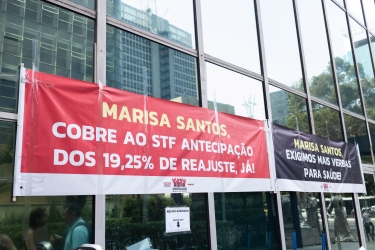 MARISA SANTOS,
COBRE AO STF ANTECIPAÇÃO
DOS 19,25% DE REAJUSTE, JÁ!
MARISA SANTOS,
EXIGIMOS MAIS VERBAS
PARA SAÚDE!